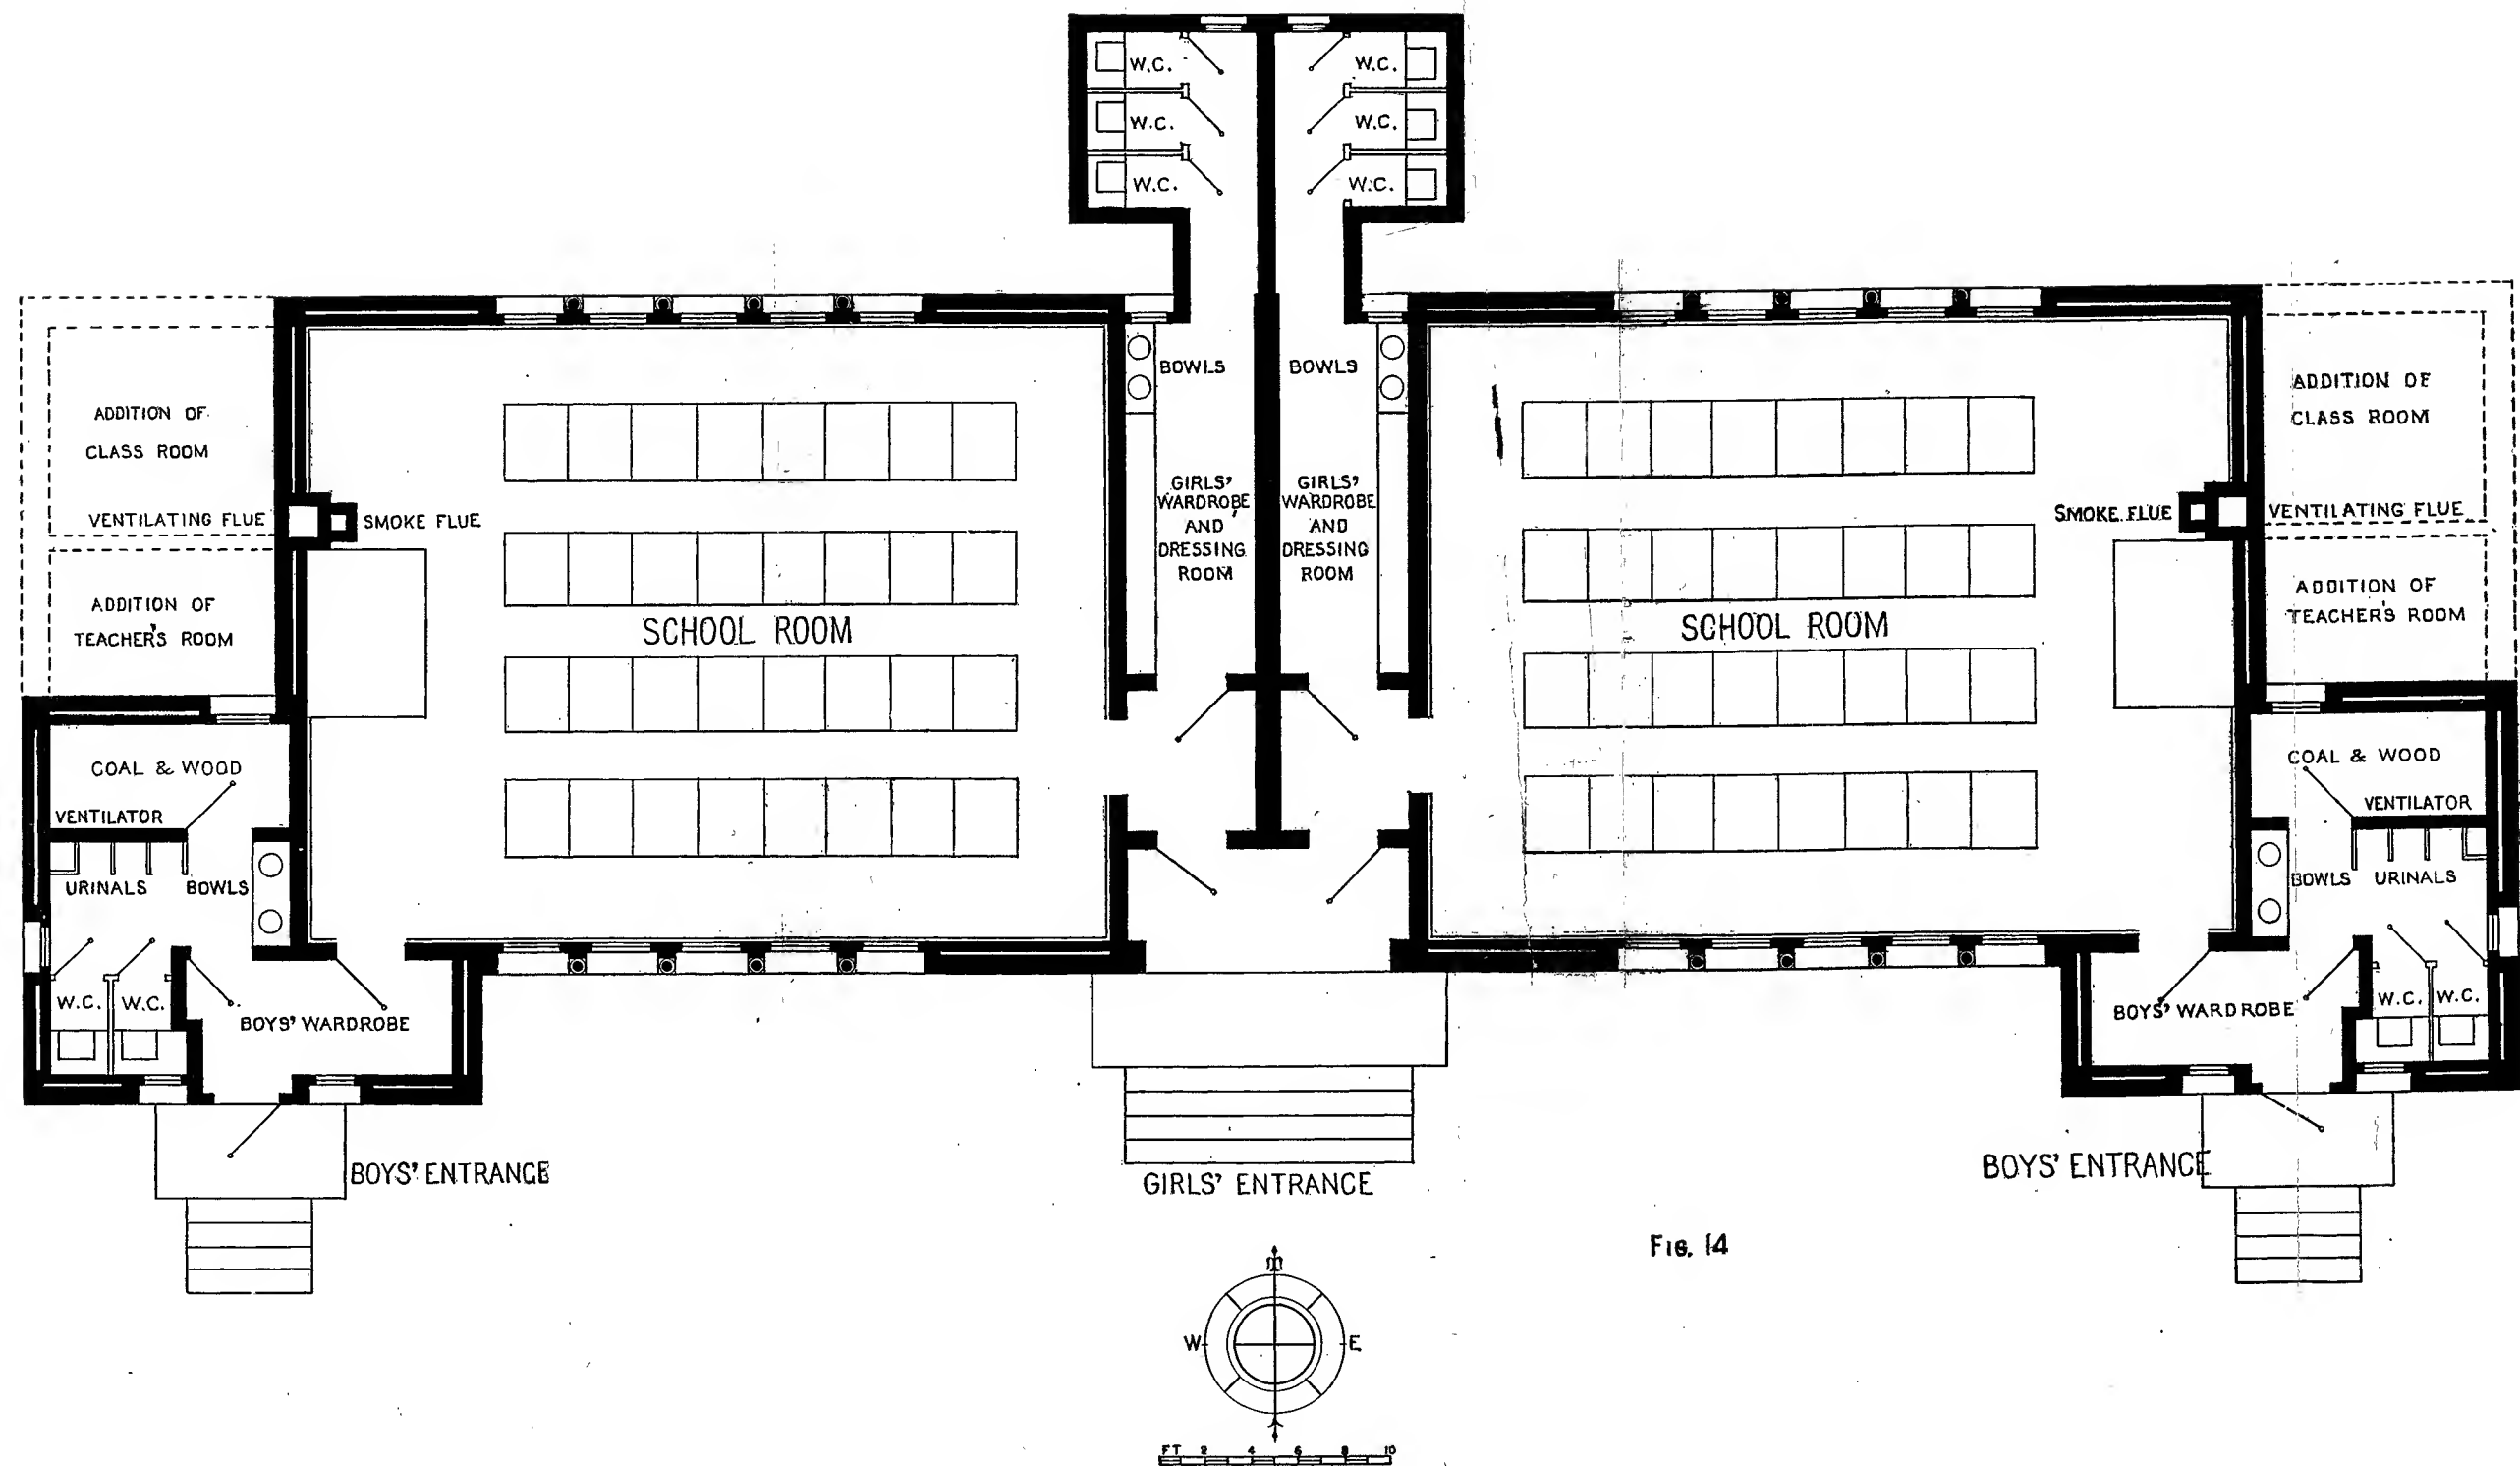 W.C.
W.C.
W.C.
W.C.
W.C.
W.C.
BOWLS
BOWLS
GIRLS'
WARDROBE
AND
DRESSING
ROOM
GIRLS'
WARDROBE
AND
DRESSING
ROOM
ADDITION OF
CLASS ROOM
VENTILATING FLUE
SMOKE FLUE
ADDITION OF
TEACHER'S ROOM
SCHOOL ROOM
SCHOOL ROOM
ADDITION OF
CLASS ROOM
SMOKE FLUE
VENTILATING FLUE
ADDITION OF
TEACHER'S ROOM
COAL & WOOD
VENTILATOR
URINALS
BOWLS
W.C.
W.C.
BOYS' WARDROBE
COAL & WOOD
VENTILATOR
BOWLS
URINALS
W.C.
W.C.
BOYS' WARDROBE
BOYS' ENTRANCE
GIRLS' ENTRANCE
BOYS' ENTRANCE
FIG. 14
W
E
FT 2 4 6 8 10